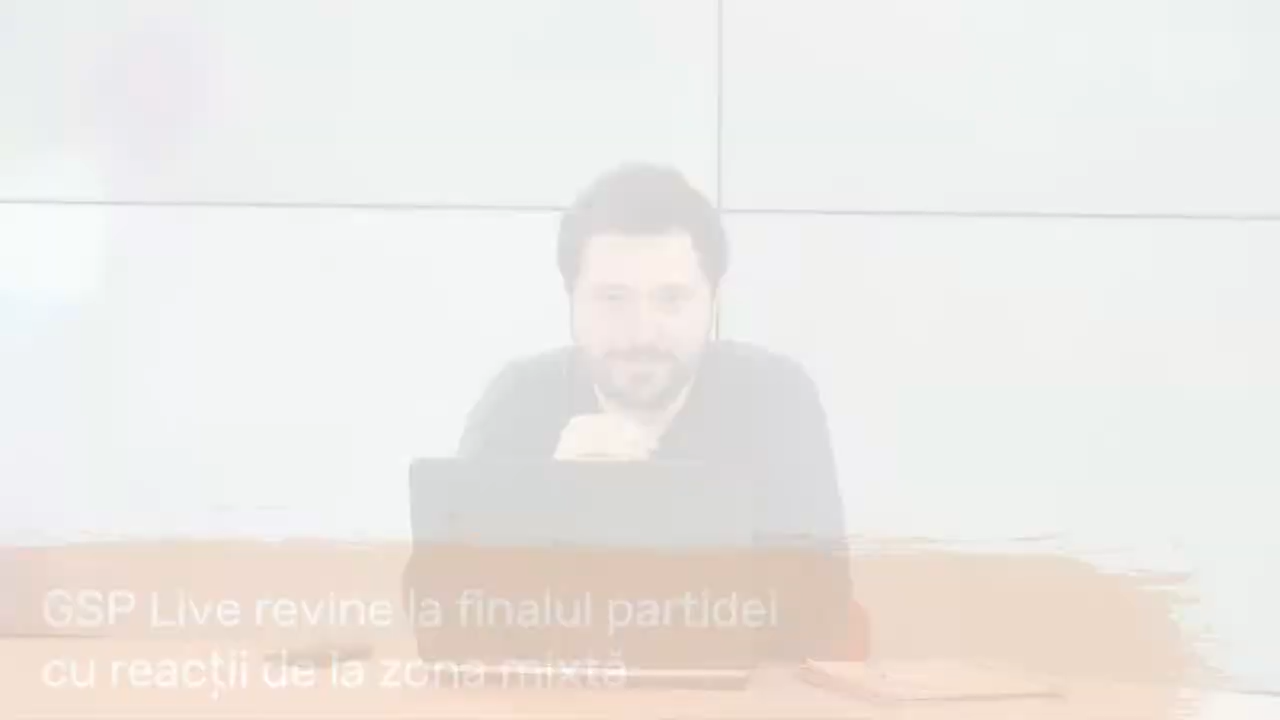 GSP Live revine la finalul partidei
cu reacții de la zona mixtă